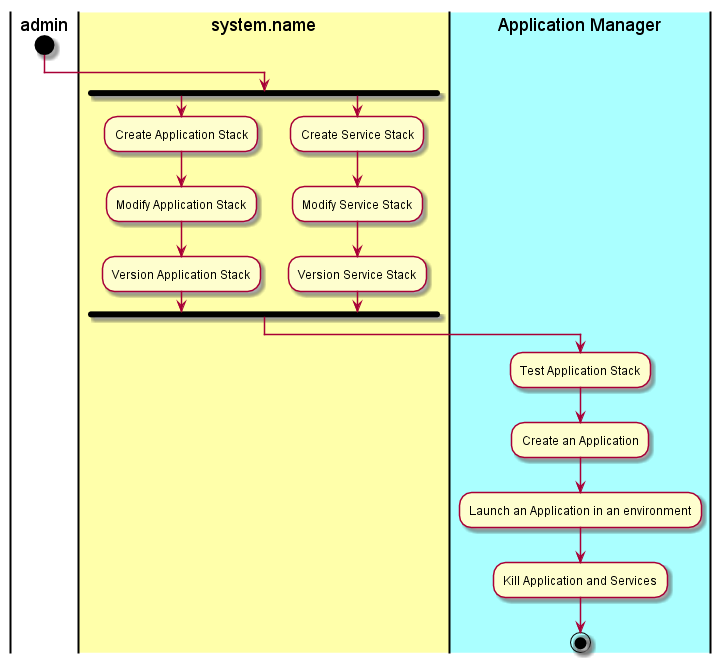 admin
system.name
Application Manager
Create Application Stack
Create Service Stack
Modify Application Stack
Modify Service Stack
Version Application Stack
Version Service Stack
Test Application Stack
Create an Application
Launch an Application in an environment
Kill Application and Services